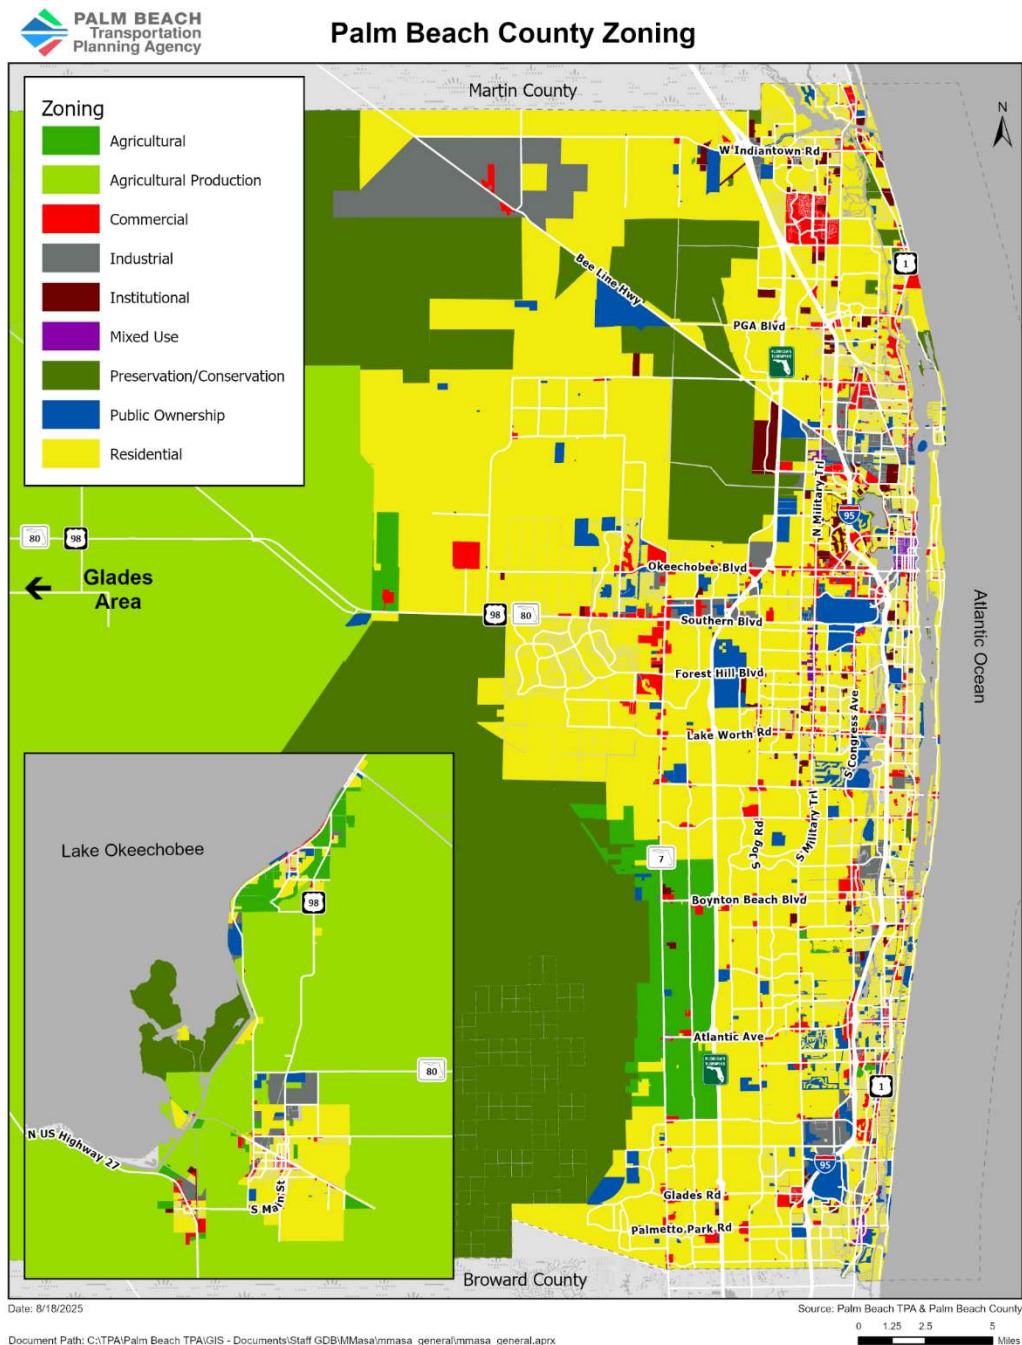 PALM BEACH
Transportation
Planning Agency
Palm Beach County Zoning
Martin County
Zoning
Agricultural
Agricultural Production
Commercial
Industrial
Institutional
Mixed Use
Preservation/Conservation
Public Ownership
Residential
N
W Indiantown Rd
1
Bee Line Hwy
PGA Blvd
FLORIDA'S
TURNPIKE
N Military Trl
95
80
98
Okeechobee Blvd
Glades
Area
98
80
Southern Blvd
Atlantic Ocean
Forest Hill Blvd
S Congress Ave
Lake Worth Rd
S Jog Rd
S Military Trl
Lake Okeechobee
7
98
Boynton Beach Blvd
Atlantic Ave
FLORIDA'S
TURNPIKE
80
1
N US Highway 27
95
S Main St
Glades Rd
Palmetto Park Rd
Broward County
Date: 8/18/2025
Source: Palm Beach TPA & Palm Beach County
0 1.25 2.5 5
Miles
Document Path: C:\TPA\Palm Beach TPA\GIS - Documents\Staff GDB\MMasa\mmasa_general\mmasa_general.aprx